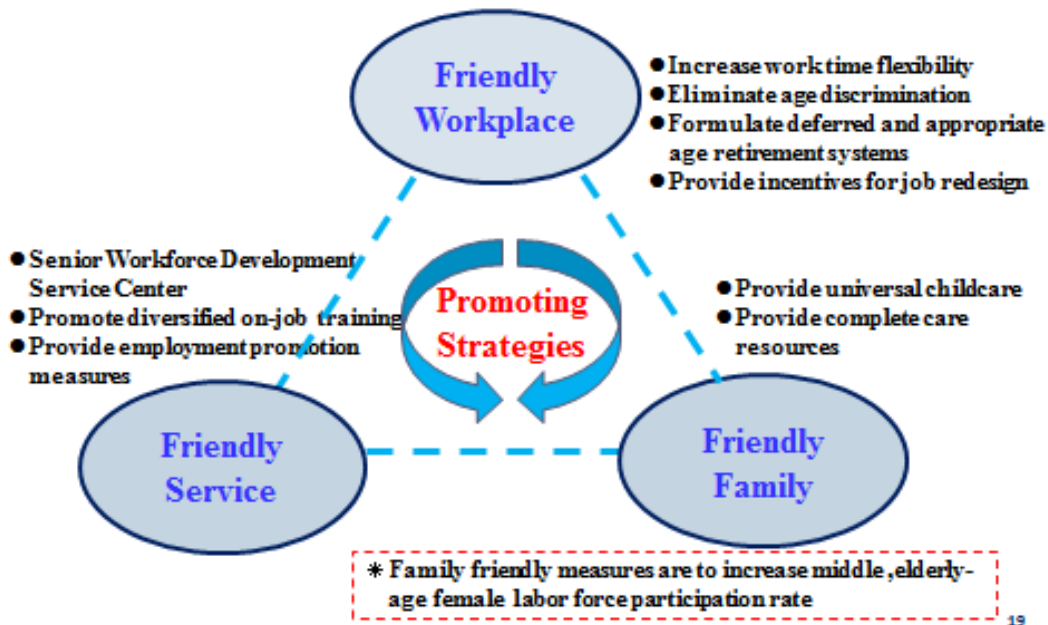 Friendly
Workplace
●Increase work time flexibility
●Eliminate age discrimination
●Formulate deferred and appropriate
age retirement systems
●Provide incentives for job redesign
●Senior Workforce Development
Service Center
●Promote diversified on-job training
●Provide employment promotion
measures
Promoting
Strategies
●Provide universal childcare
●Provide complete care
resources
Friendly
Service
Friendly
Family
* Family friendly measures are to increase middle ,elderly-
age female labor force participation rate
19